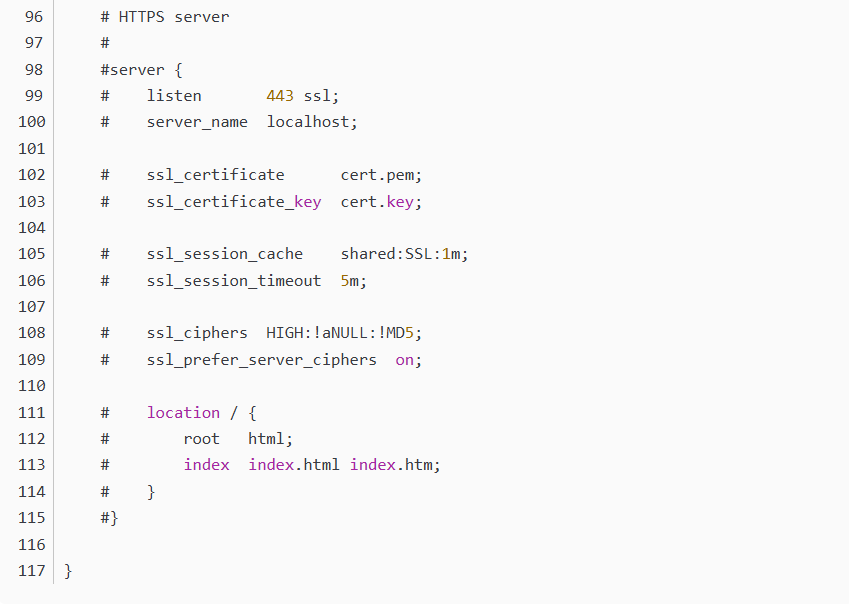 96     # HTTPS server
97     #
98     #server {
99     #    listen       443 ssl;
100     #    server_name  localhost;
101
102     #    ssl_certificate      cert.pem;
103     #    ssl_certificate_key  cert.key;
104
105     #    ssl_session_cache    shared:SSL:1m;
106     #    ssl_session_timeout  5m;
107
108     #    ssl_ciphers  HIGH:!aNULL:!MD5;
109     #    ssl_prefer_server_ciphers  on;
110
111     #    location / {
112     #        root   html;
113     #        index  index.html index.htm;
114     #    }
115     #}
116
117 }